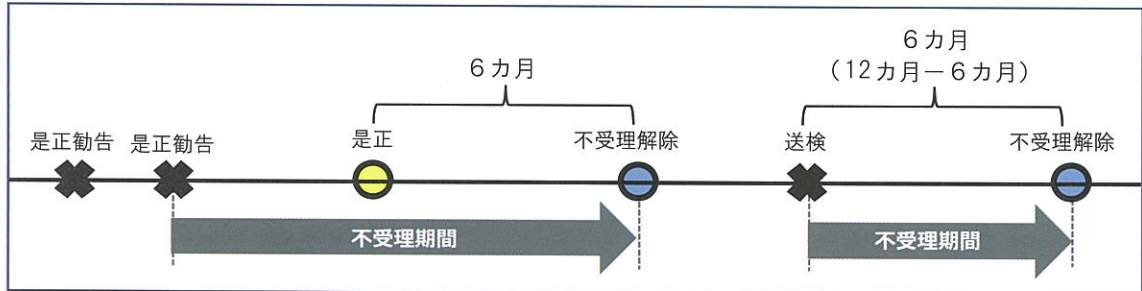 6カ月
6カ月
（12カ月－6カ月）
是正勧告
是正勧告
是正
不受理解除
送検
不受理解除
不受理期間
不受理期間